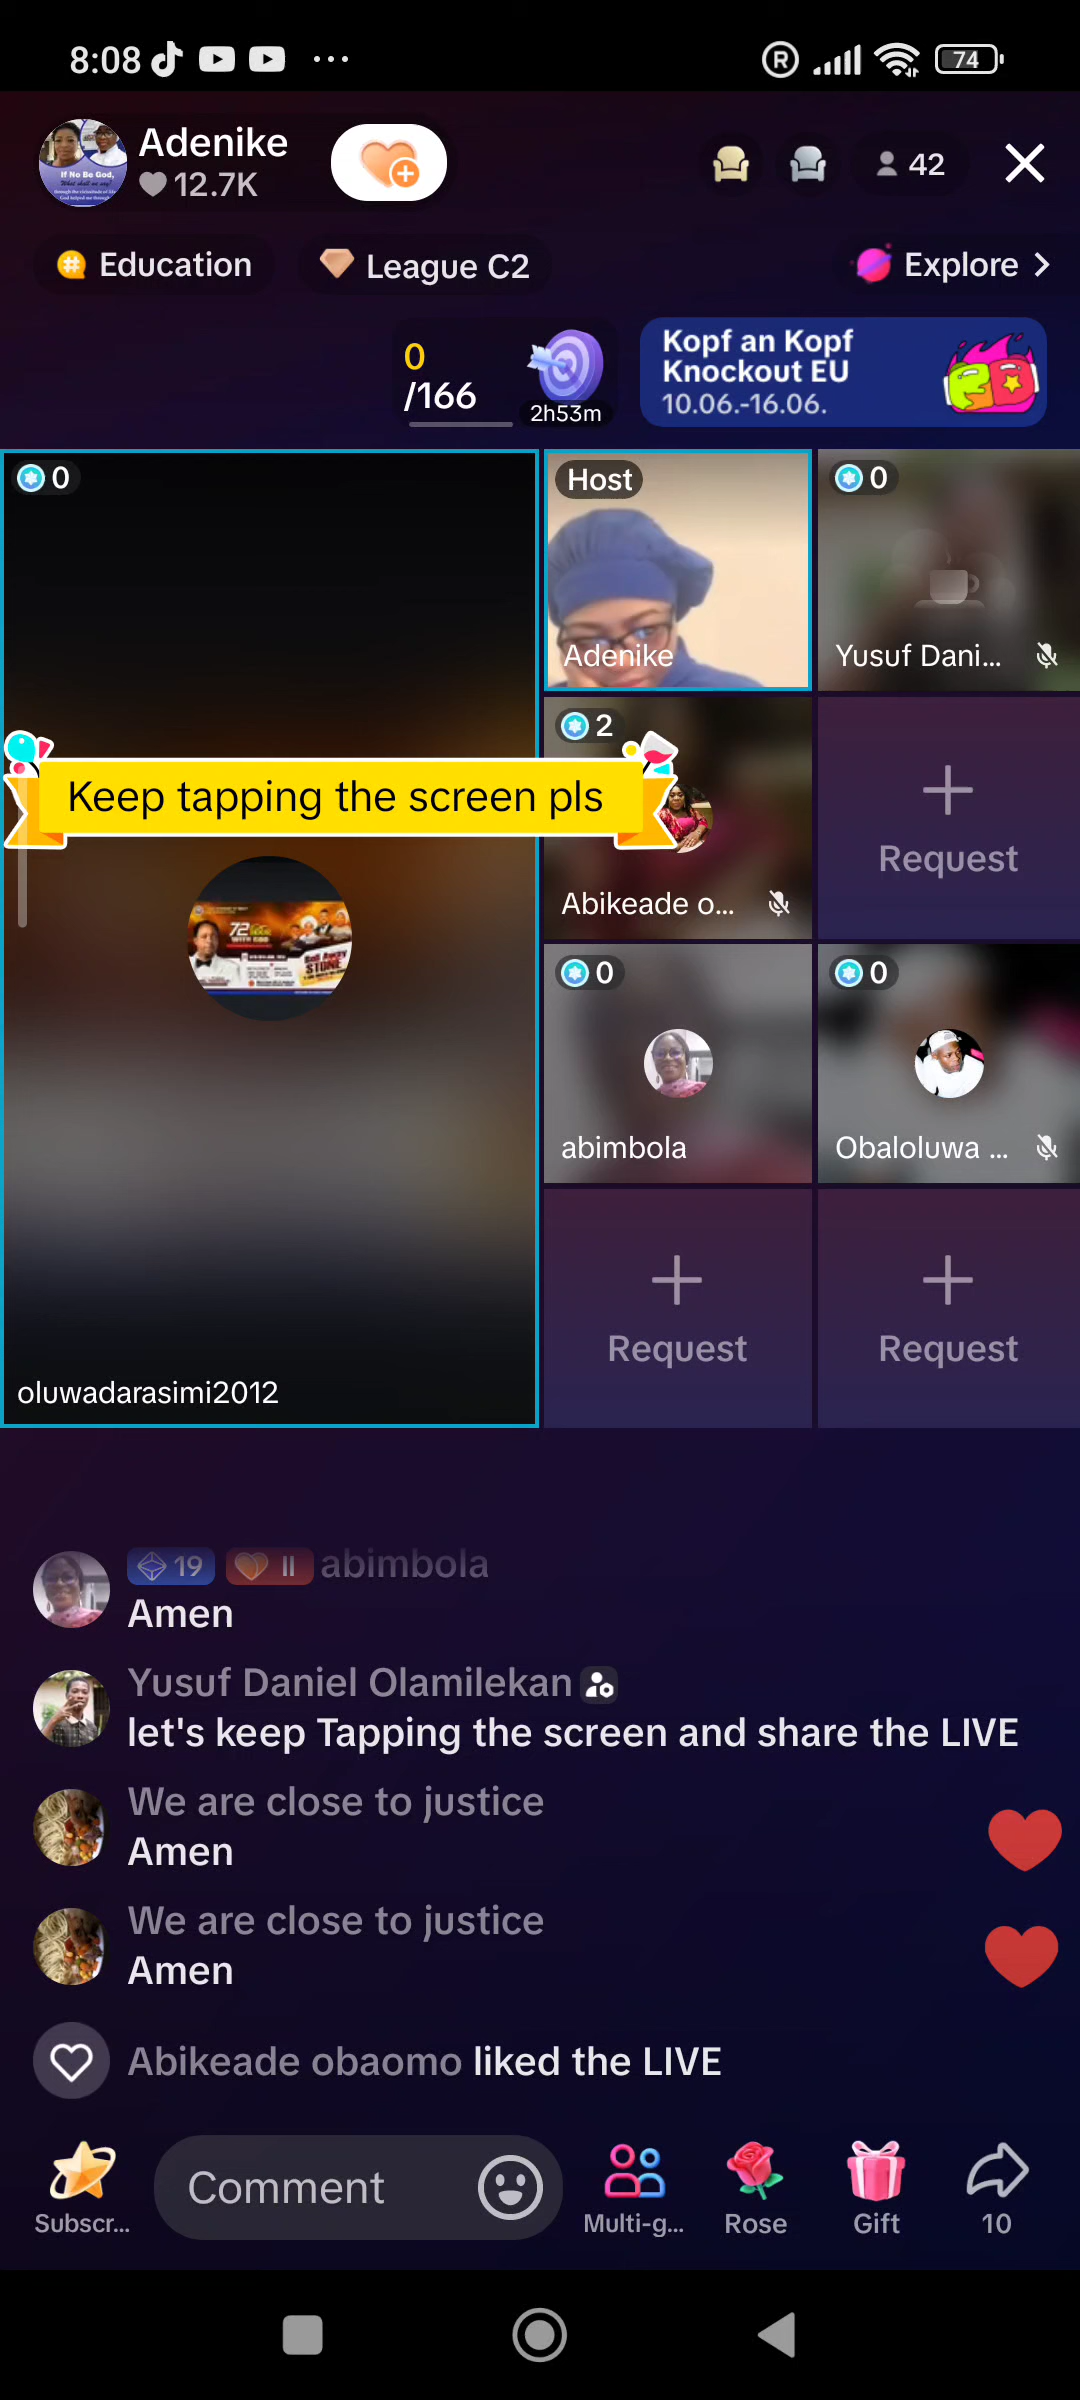 8:08
74
Adenike
12.7K
42
Education
League C2
Explore
0
/166
2h53m
Kopf an Kopf
Knockout EU
10.06.-16.06.
0
Host
Adenike
0
Yusuf Dani...
2
Keep tapping the screen pls
Abikeade o...
Request
72
STONE
0
abimbola
0
Obaloluwa ...
oluwadarasimi2012
Request
Request
19
II
abimbola
Amen
Yusuf Daniel Olamilekan
let's keep Tapping the screen and share the LIVE
We are close to justice
Amen
We are close to justice
Amen
Abikeade obaomo liked the LIVE
Subscr...
Comment
Multi-g...
Rose
Gift
10